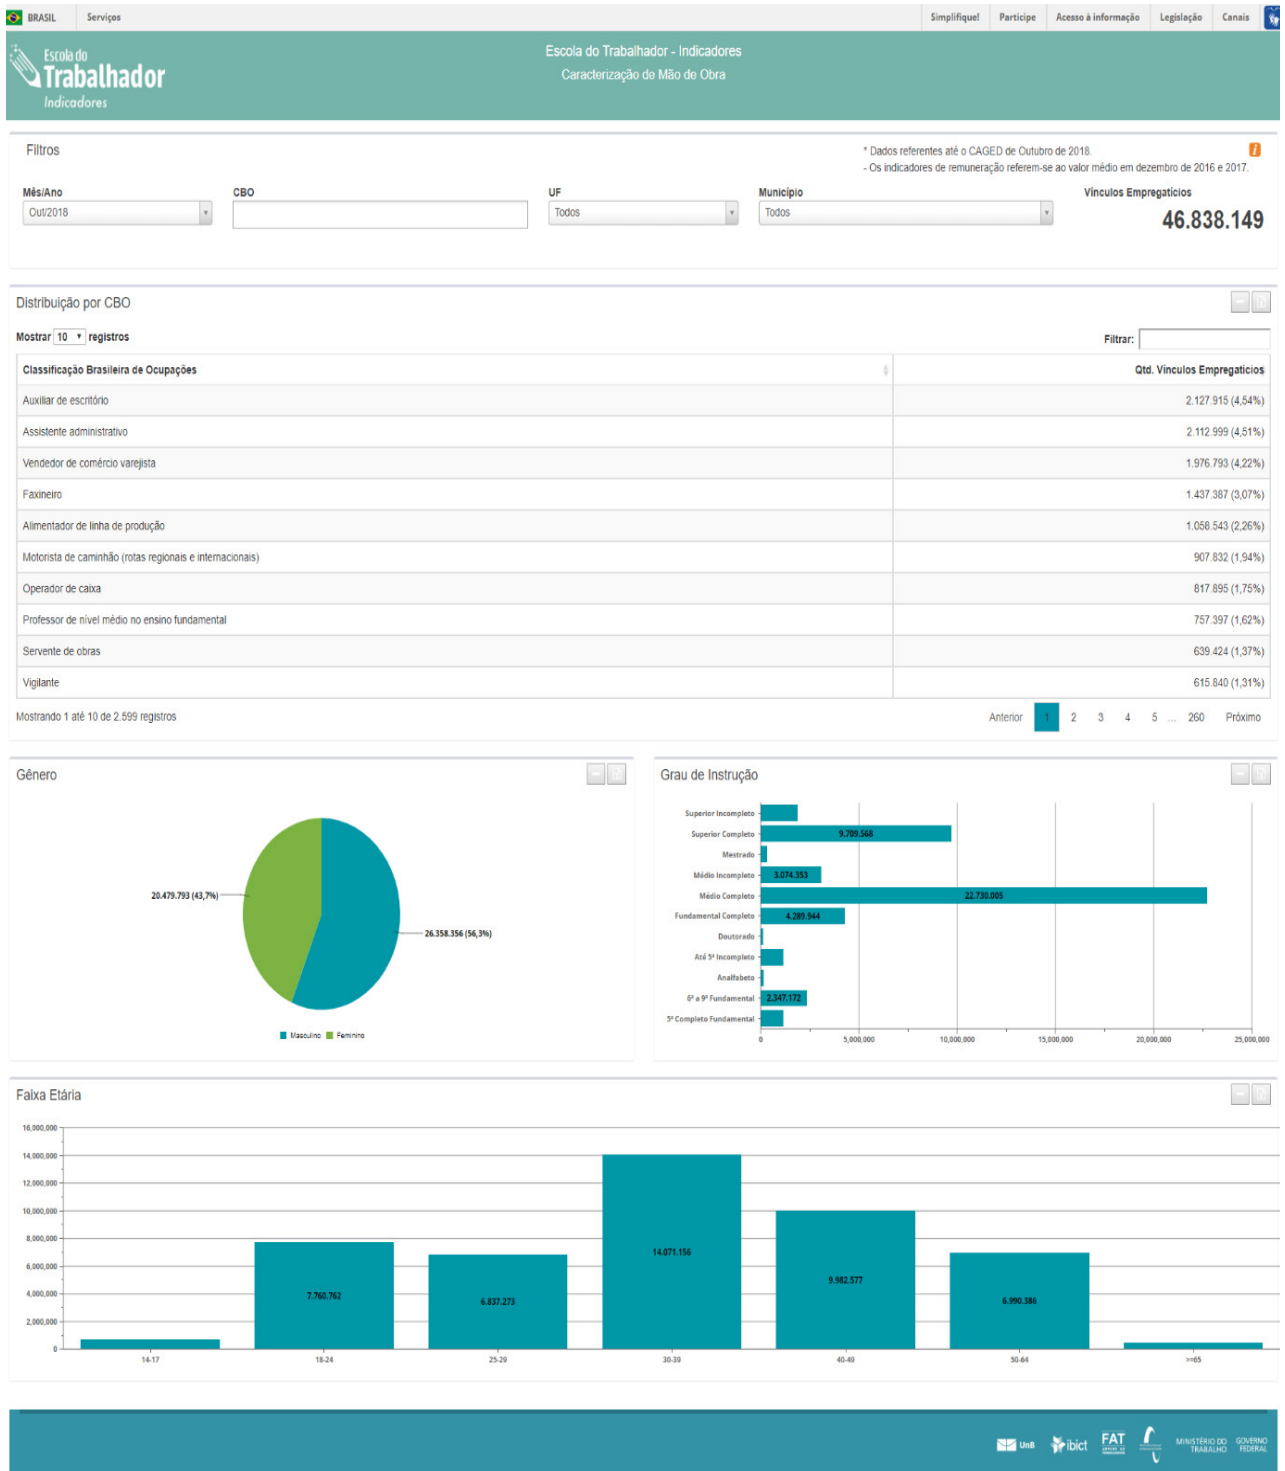 BRASIL Serviços Simplifique! Participe Acesso à informação Legislação Canais
Escola do
Trabalhador
Indicadores
Escola do Trabalhador - Indicadores
Caracterização de Mão de Obra
Filtros
* Dados referentes até o CAGED de Outubro de 2018.
- Os indicadores de remuneração referem-se ao valor médio em dezembro de 2016 e 2017.
Mês/Ano CBO UF Município Vínculos Empregatícios
Out/2018 Todos Todos
46.838.149
Distribuição por CBO
Mostrar 10 registros Filtrar:
Classificação Brasileira de Ocupações Qtd. Vínculos Empregatícios
Auxiliar de escritório 2.127.915 (4,54%)
Assistente administrativo 2.112.999 (4,51%)
Vendedor de comércio varejista 1.976.793 (4,22%)
Faxineiro 1.437.387 (3,07%)
Alimentador de linha de produção 1.058.543 (2,26%)
Motorista de caminhão (rotas regionais e internacionais) 907.832 (1,94%)
Operador de caixa 817.895 (1,75%)
Professor de nível médio no ensino fundamental 757.397 (1,62%)
Servente de obras 639.424 (1,37%)
Vigilante 615.840 (1,31%)
Mostrando 1 até 10 de 2.599 registros Anterior 1 2 3 4 5 ... 260 Próximo
Gênero
20.479.793 (43,7%)
26.358.356 (56,3%)
Masculino Feminino
Grau de Instrução
Superior Incompleto
Superior Completo 9.709.568
Mestrado
Médio Incompleto 3.074.353
Médio Completo 22.730.005
Fundamental Completo 4.289.944
Doutorado
Até 5ª Incompleto
Analfabeto
6ª a 9ª Fundamental 2.347.172
5ª Completo Fundamental
0 5,000,000 10,000,000 15,000,000 20,000,000 25,000,000
Faixa Etária
16,000,000
14,000,000
12,000,000
10,000,000
8,000,000
6,000,000
4,000,000
2,000,000
0
7.760.762 6.837.273 14.071.156 9.982.577 6.990.386
14-17 18-24 25-29 30-39 40-49 50-64 >=65
UnB ibict FAT MINISTÉRIO DO TRABALHO GOVERNO FEDERAL